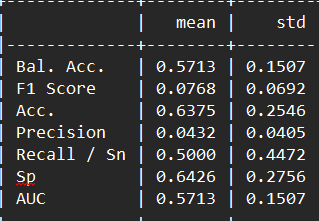 mean | std
Bal. Acc. | 0.5713 | 0.1507
F1 Score | 0.0768 | 0.0692
Acc. | 0.6375 | 0.2546
Precision | 0.0432 | 0.0405
Recall / Sn | 0.5000 | 0.4472
Sp | 0.6426 | 0.2756
AUC | 0.5713 | 0.1507